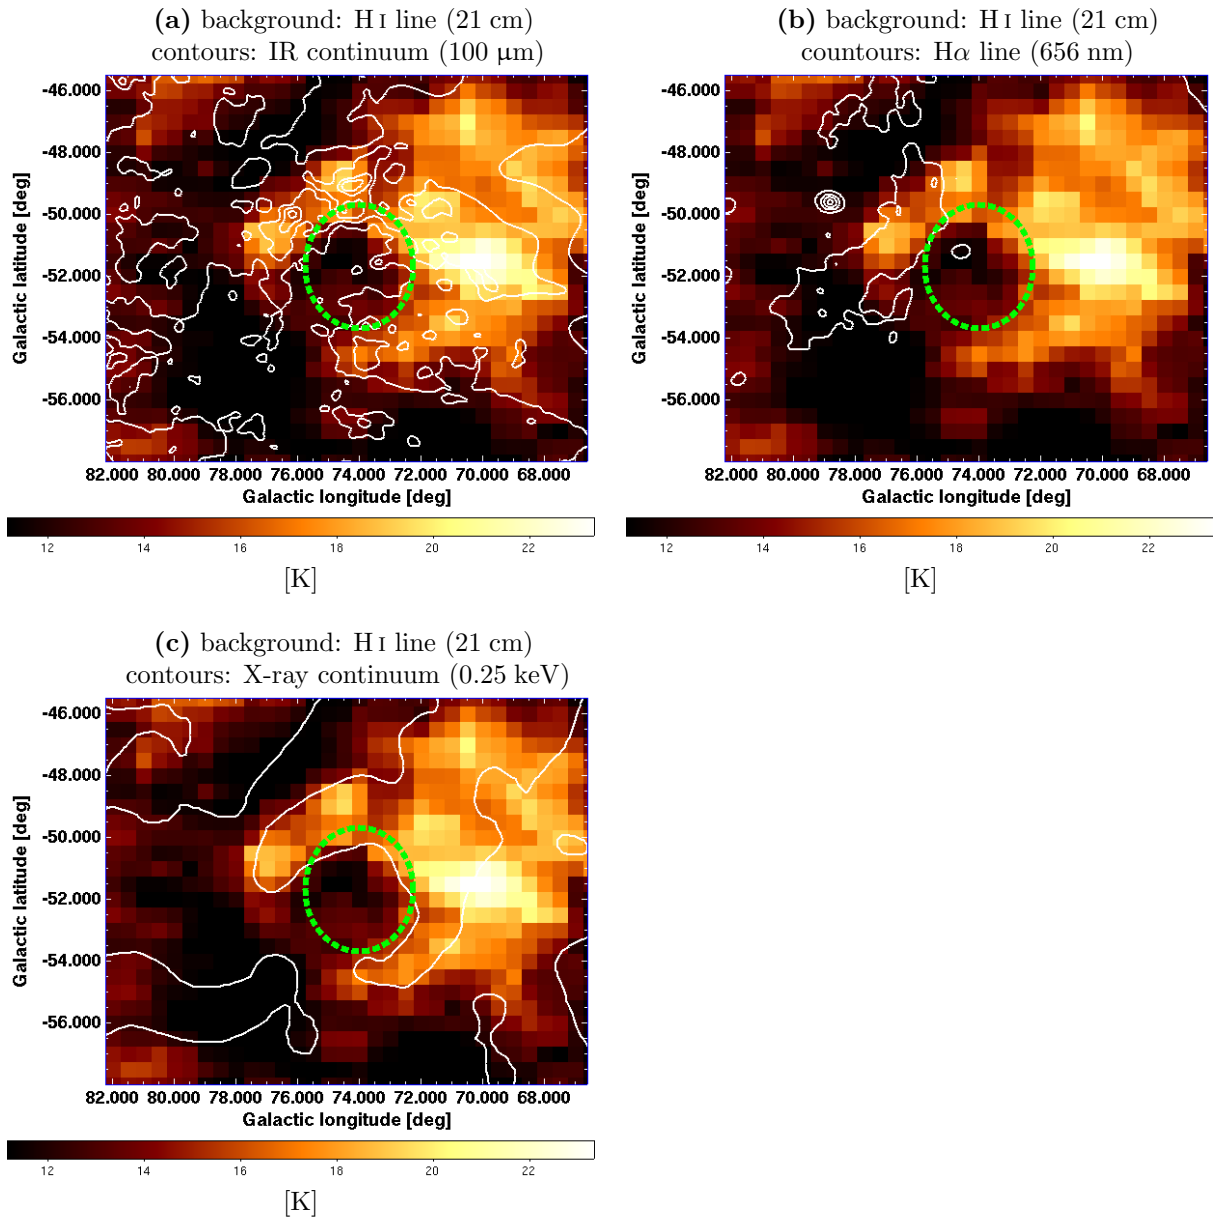 (a) background: H I line (21 cm)
contours: IR continuum (100 μm)
-46.000
-48.000
-50.000
-52.000
-54.000
-56.000
Galactic latitude [deg]
82.000 80.000 78.000 76.000 74.000 72.000 70.000 68.000
Galactic longitude [deg]
12 14 16 18 20 22
[K]
(b) background: H I line (21 cm)
countours: Hα line (656 nm)
-46.000
-48.000
-50.000
-52.000
-54.000
-56.000
Galactic latitude [deg]
82.000 80.000 78.000 76.000 74.000 72.000 70.000 68.000
Galactic longitude [deg]
12 14 16 18 20 22
[K]
(c) background: H I line (21 cm)
contours: X-ray continuum (0.25 keV)
-46.000
-48.000
-50.000
-52.000
-54.000
-56.000
Galactic latitude [deg]
82.000 80.000 78.000 76.000 74.000 72.000 70.000 68.000
Galactic longitude [deg]
12 14 16 18 20 22
[K]